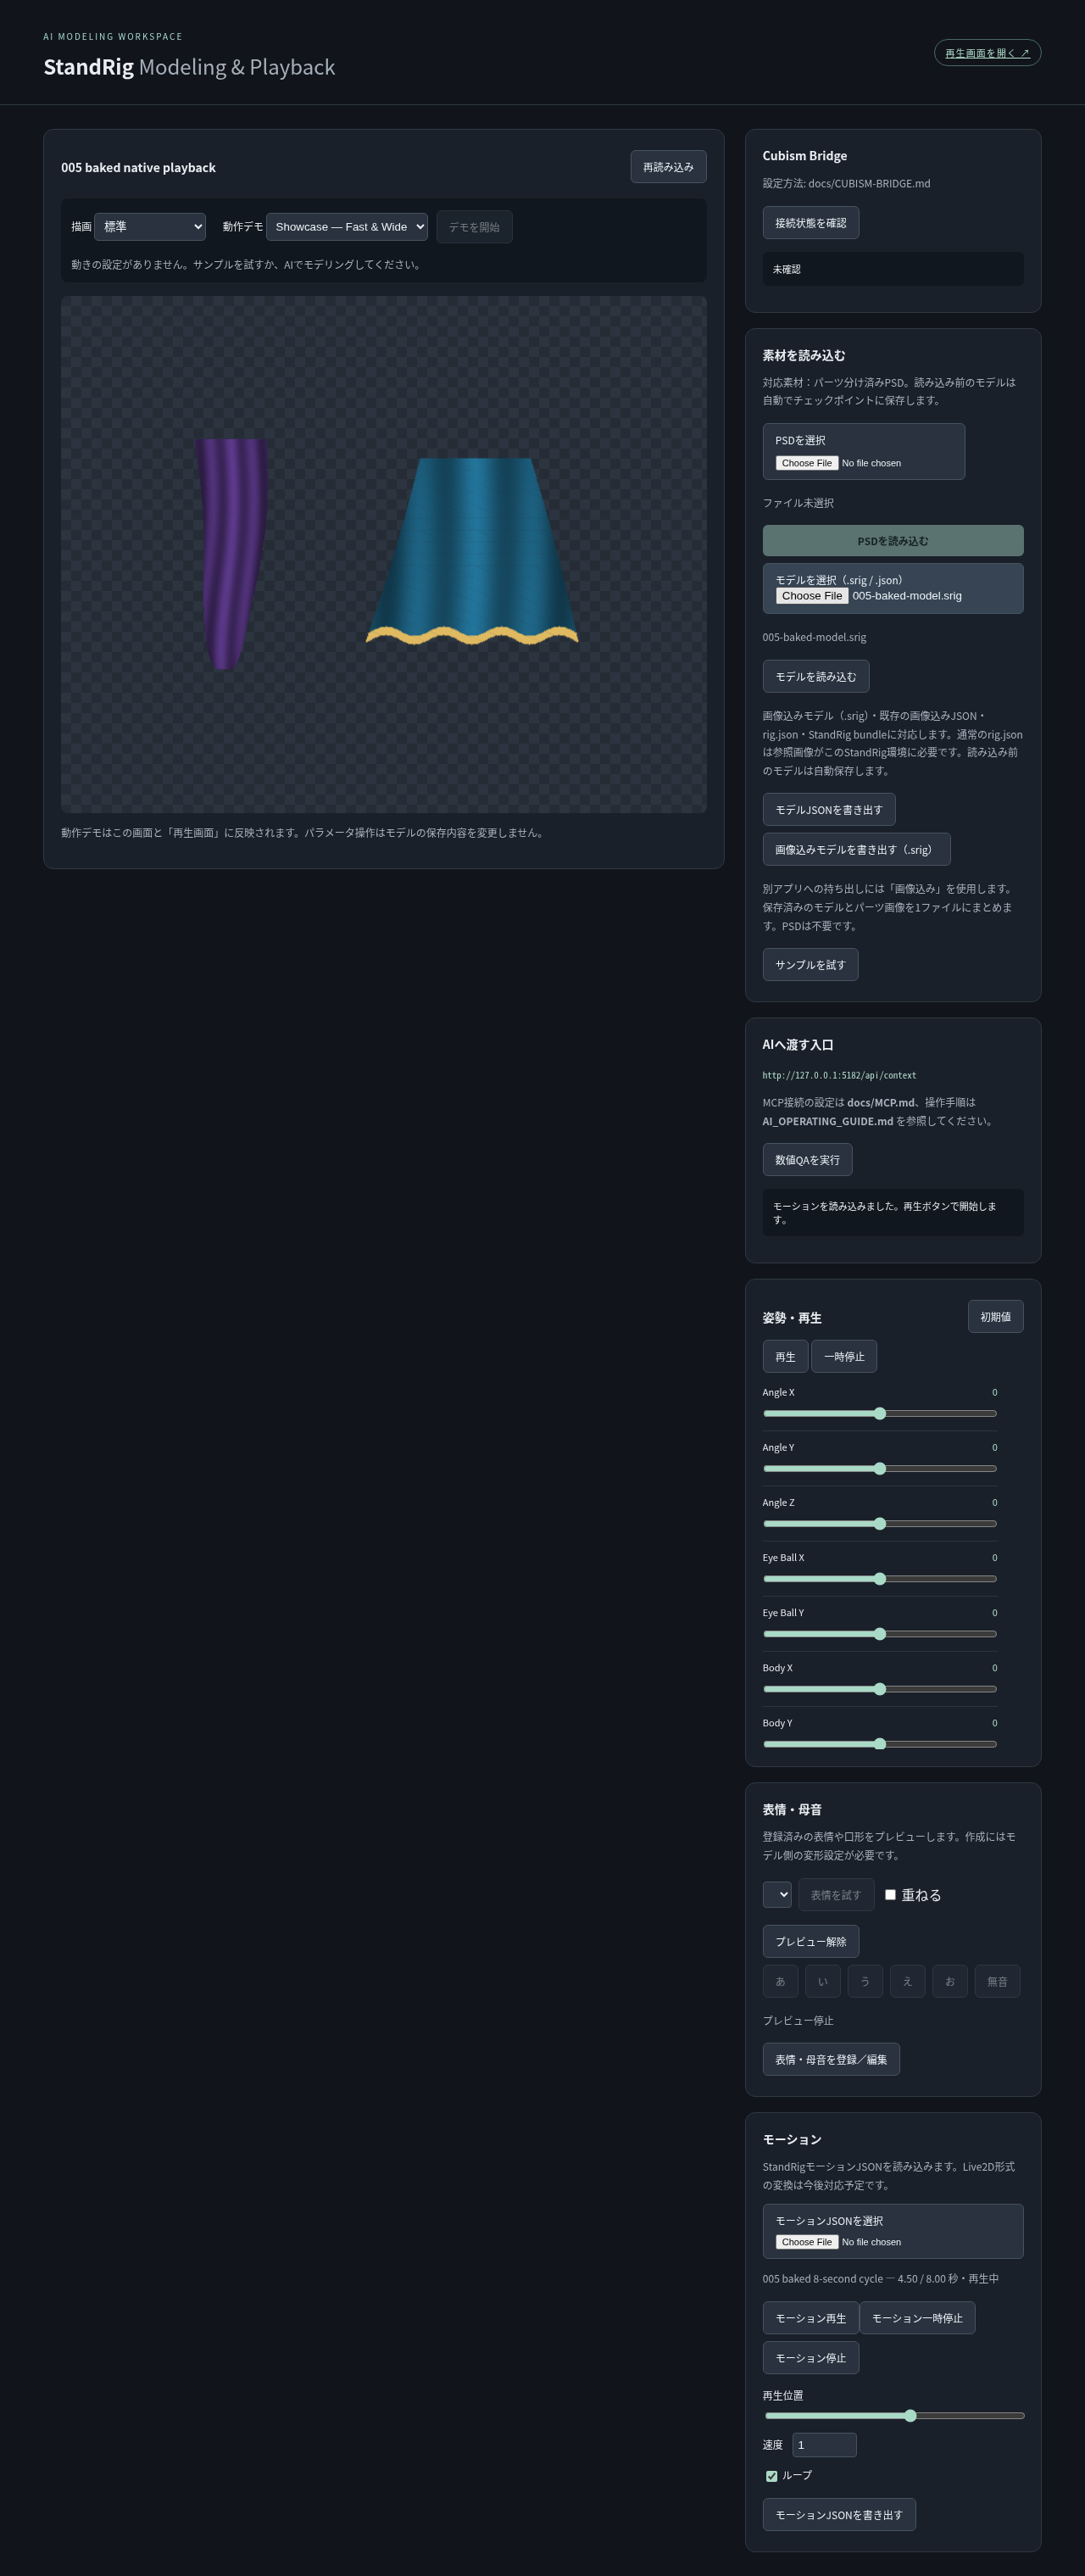 AI MODELING WORKSPACE
StandRig Modeling & Playback
再生画面を開く ↗
005 baked native playback
再読み込み
描画 標準 動作デモ Showcase — Fast & Wide デモを開始
動きの設定がありません。サンプルを試すか、AIでモデリングしてください。
動作デモはこの画面と「再生画面」に反映されます。パラメータ操作はモデルの保存内容を変更しません。
Cubism Bridge
設定方法: docs/CUBISM-BRIDGE.md
接続状態を確認
未確認
素材を読み込む
対応素材：パーツ分け済みPSD。読み込み前のモデルは
自動でチェックポイントに保存します。
PSDを選択
Choose File No file chosen
ファイル未選択
PSDを読み込む
モデルを選択（.srig / .json）
Choose File 005-baked-model.srig
005-baked-model.srig
モデルを読み込む
画像込みモデル（.srig）・既存の画像込みJSON・
rig.json・StandRig bundleに対応します。通常のrig.json
は参照画像がこのStandRig環境に必要です。読み込み前
のモデルは自動保存します。
モデルJSONを書き出す
画像込みモデルを書き出す（.srig）
別アプリへの持ち出しには「画像込み」を使用します。
保存済みのモデルとパーツ画像を1ファイルにまとめま
す。PSDは不要です。
サンプルを試す
AIへ渡す入口
http://127.0.0.1:5182/api/context
MCP接続の設定は docs/MCP.md、操作手順は
AI_OPERATING_GUIDE.md を参照してください。
数値QAを実行
モーションを読み込みました。再生ボタンで開始しま
す。
姿勢・再生 初期値
再生 一時停止
Angle X 0
Angle Y 0
Angle Z 0
Eye Ball X 0
Eye Ball Y 0
Body X 0
Body Y 0
表情・母音
登録済みの表情や口形をプレビューします。作成にはモ
デル側の変形設定が必要です。
表情を試す 重ねる
プレビュー解除
あ い う え お 無音
プレビュー停止
表情・母音を登録／編集
モーション
StandRigモーションJSONを読み込みます。Live2D形式
の変換は今後対応予定です。
モーションJSONを選択
Choose File No file chosen
005 baked 8-second cycle — 4.50 / 8.00 秒・再生中
モーション再生 モーション一時停止
モーション停止
再生位置
速度 1
ループ
モーションJSONを書き出す